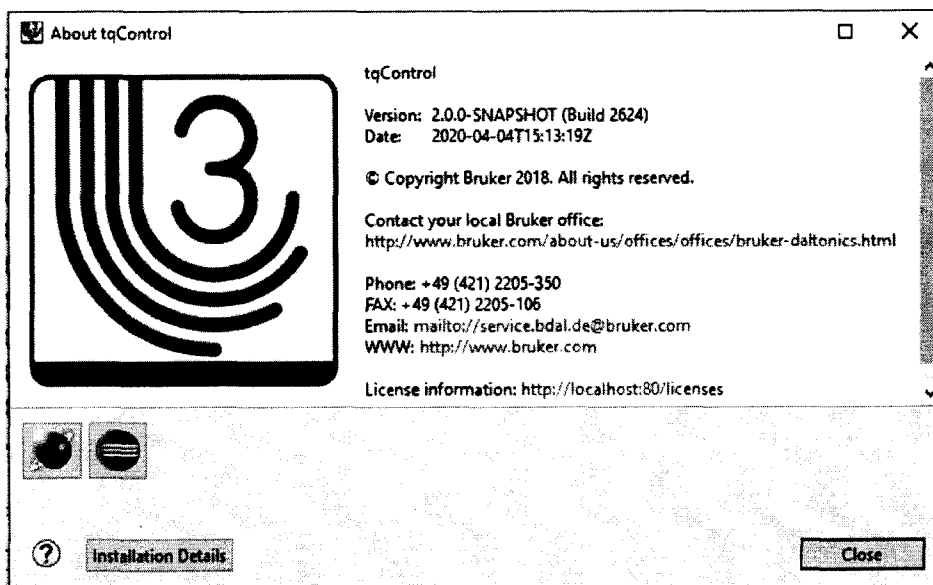 About tqControl
tqControl
Version: 2.0.0-SNAPSHOT (Build 2624)
Date: 2020-04-04T15:13:19Z
© Copyright Bruker 2018. All rights reserved.
Contact your local Bruker office:
http://www.bruker.com/about-us/offices/offices/bruker-daltonics.html
Phone: +49 (421) 2205-350
FAX: +49 (421) 2205-106
Email: mailto://service.bdal.de@bruker.com
WWW: http://www.bruker.com
License information: http://localhost:80/licenses
3
?
Installation Details
Close